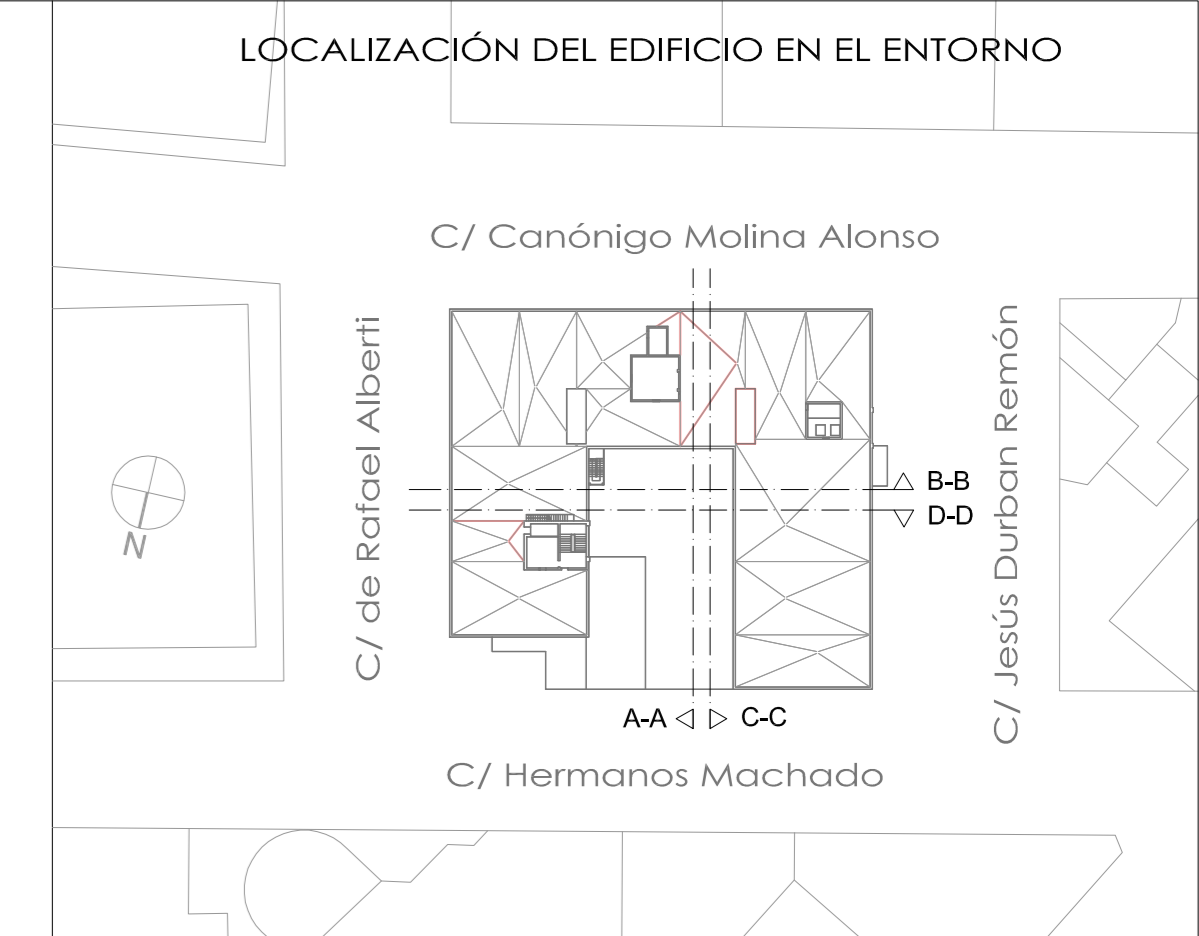 LOCALIZACIÓN DEL EDIFICIO EN EL ENTORNO
C/ Canónigo Molina Alonso
C/ de Rafael Alberti
C/ Jesús Durban Remón
B-B
D-D
N
A-A
C-C
C/ Hermanos Machado